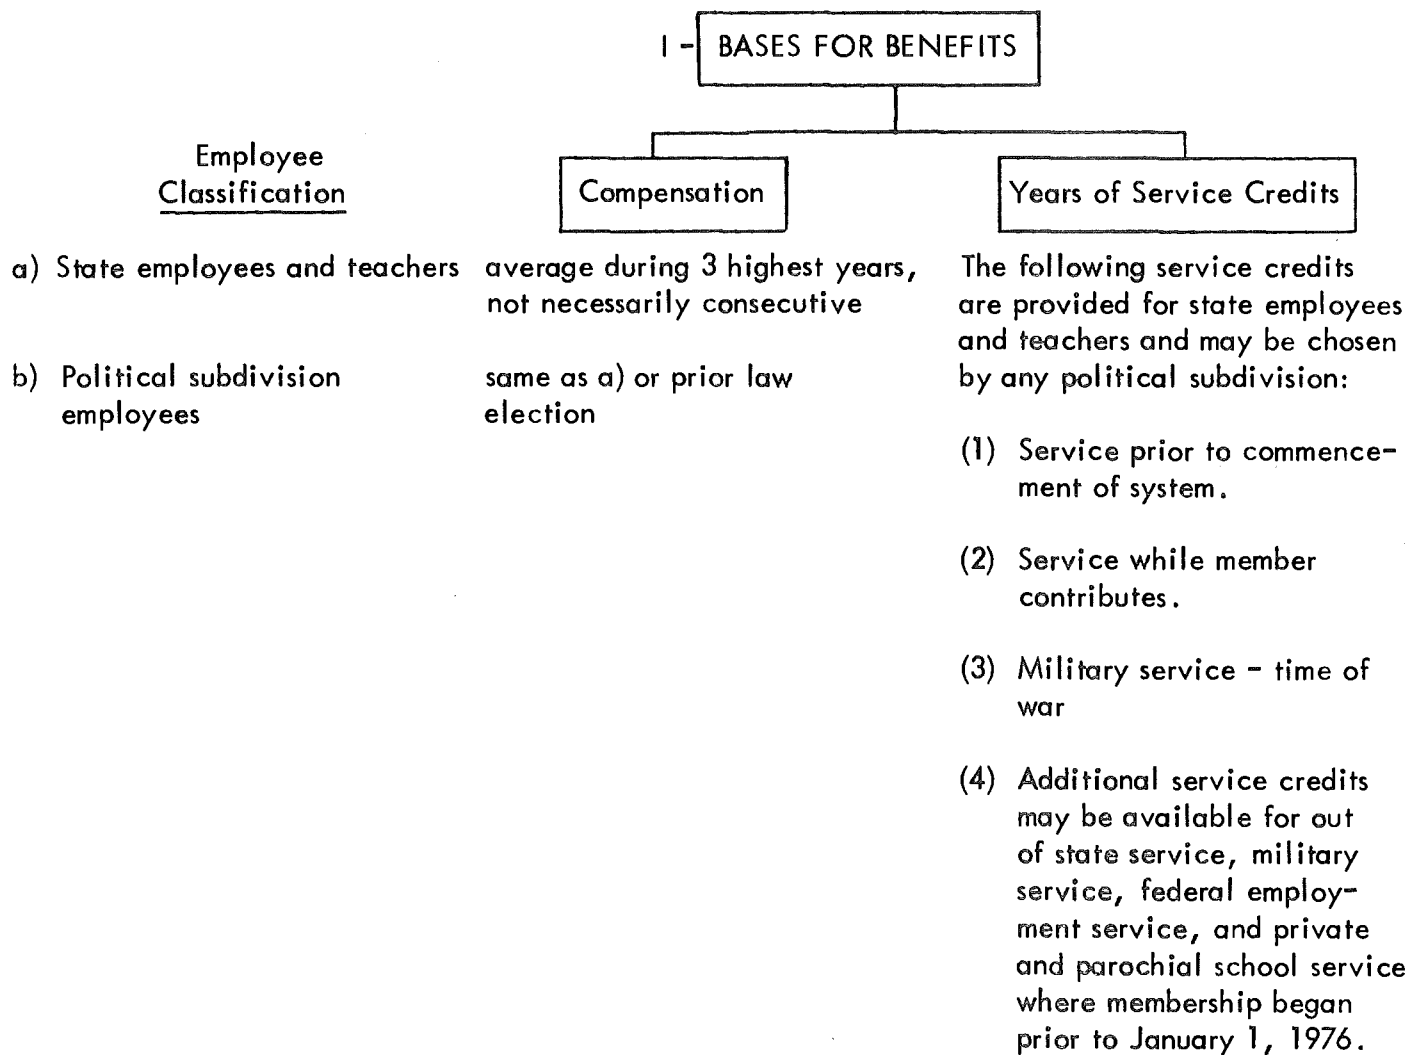 I - BASES FOR BENEFITS
Employee
Classification
Compensation
Years of Service Credits
a) State employees and teachers
average during 3 highest years,
not necessarily consecutive
b) Political subdivision
employees
same as a) or prior law
election
The following service credits
are provided for state employees
and teachers and may be chosen
by any political subdivision:
(1) Service prior to commence-
ment of system.
(2) Service while member
contributes.
(3) Military service - time of
war
(4) Additional service credits
may be available for out
of state service, military
service, federal employ-
ment service, and private
and parochial school service
where membership began
prior to January 1, 1976.